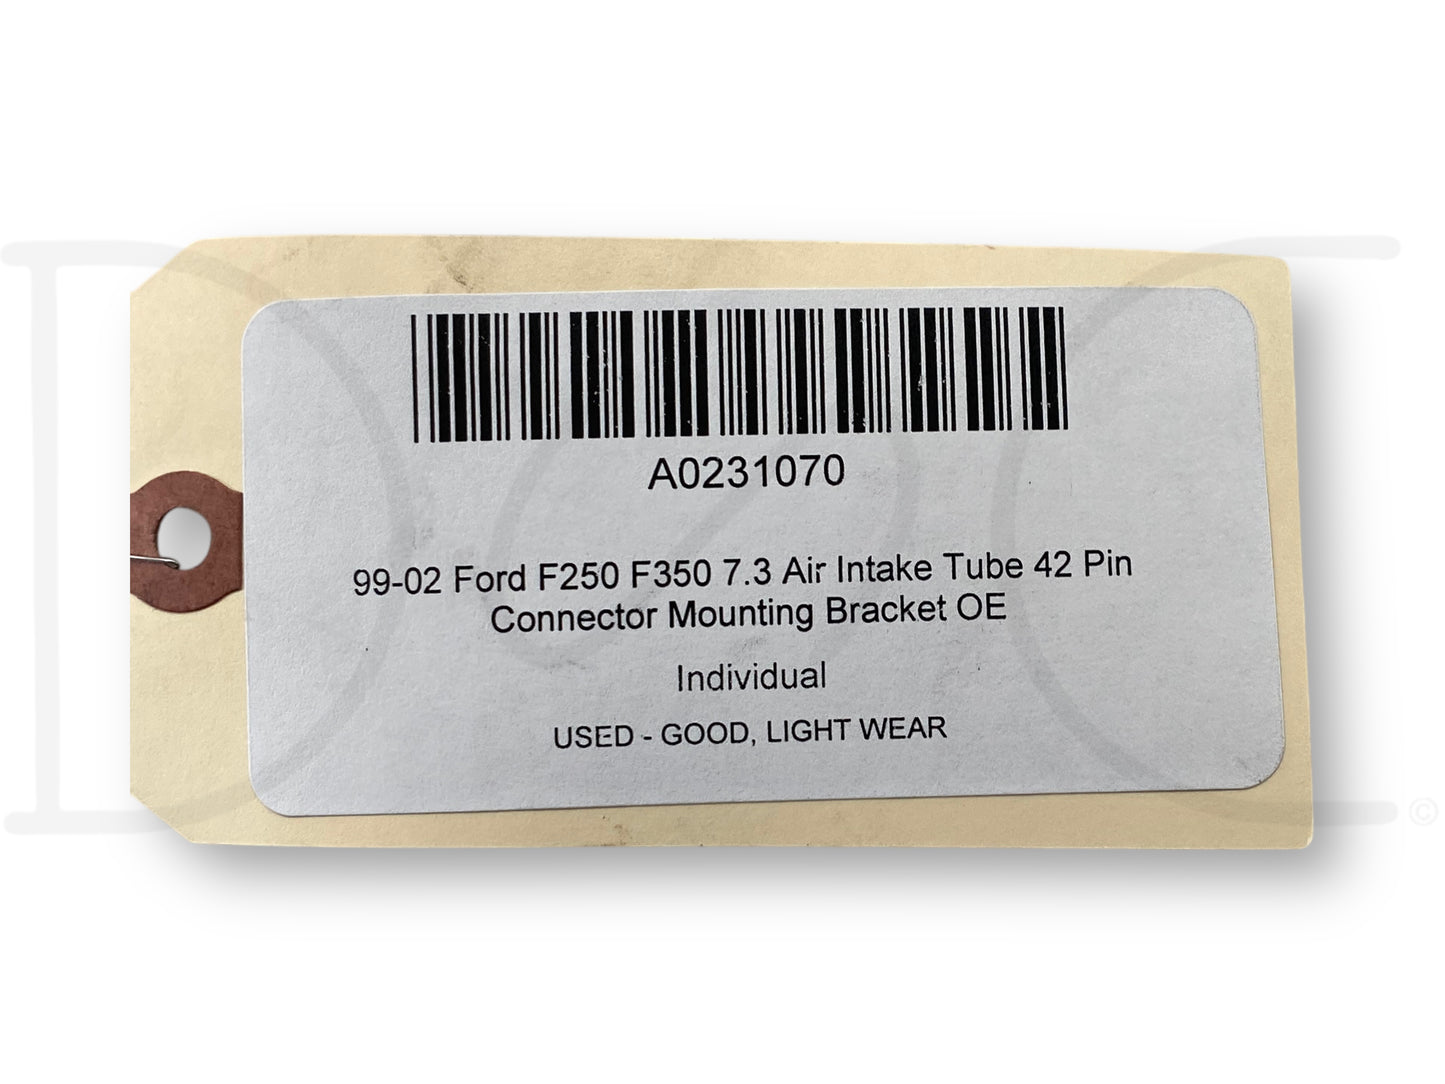 A0231070
99-02 Ford F250 F350 7.3 Air Intake Tube 42 Pin
Connector Mounting Bracket OE
Individual
USED - GOOD, LIGHT WEAR
©